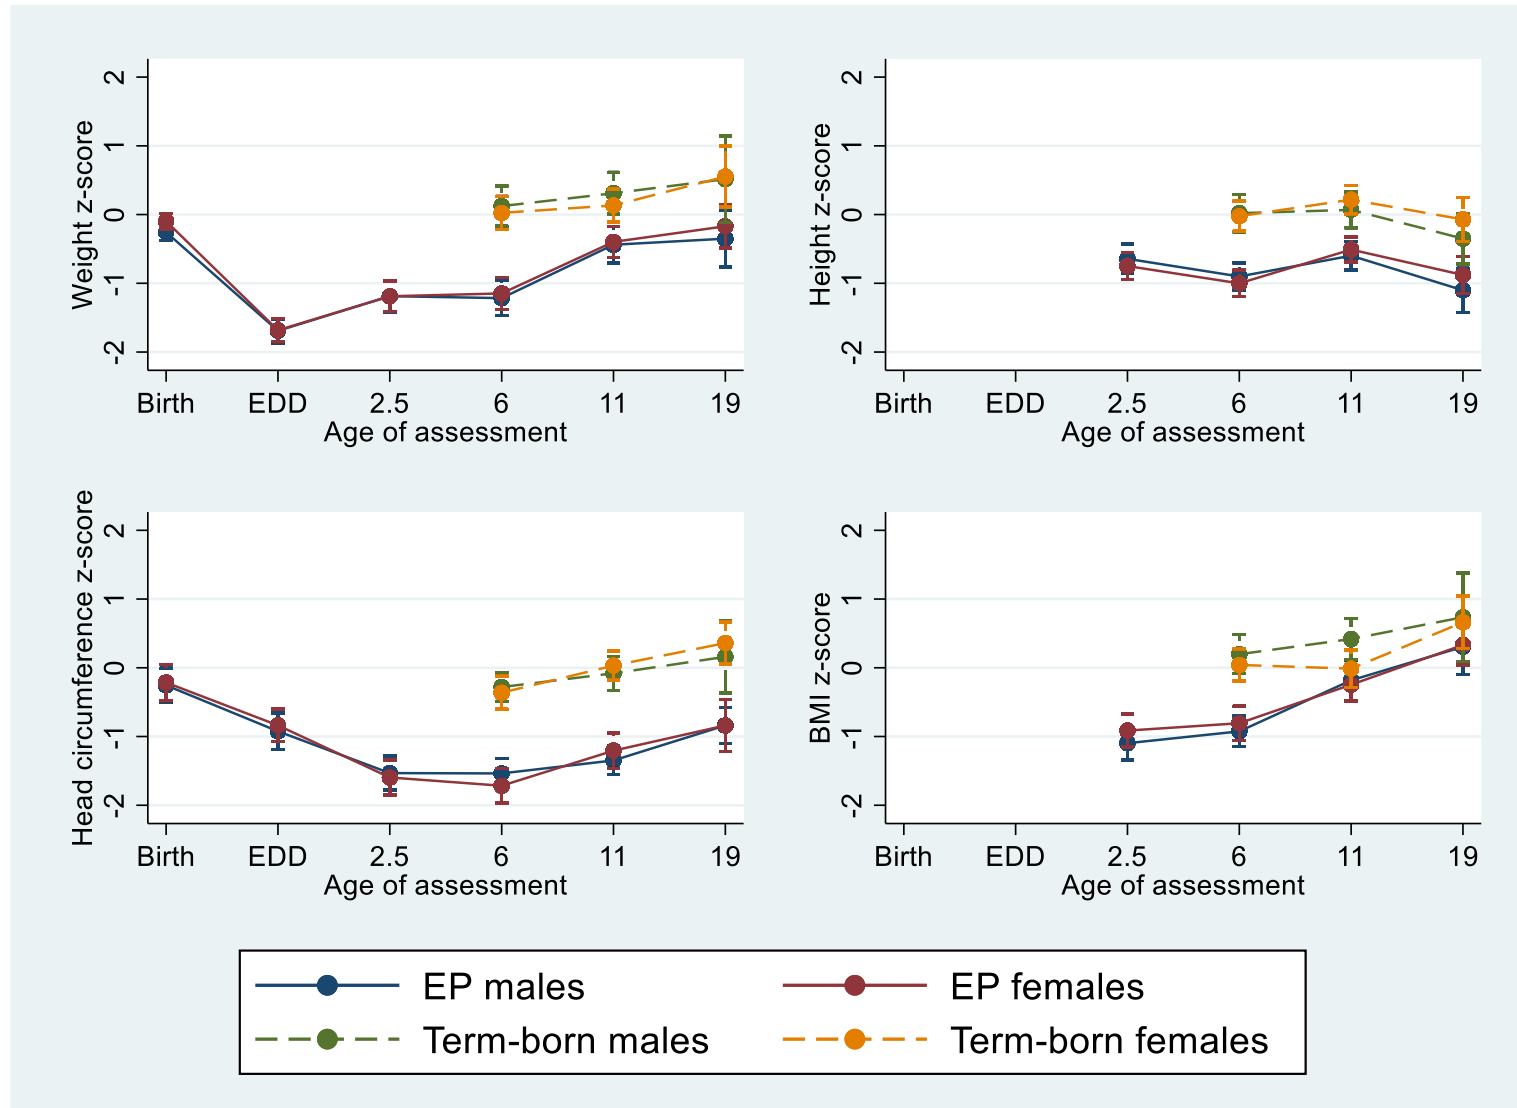 Weight z-score
2
1
0
-1
-2
Birth EDD 2.5 6 11 19
Age of assessment
Height z-score
2
1
0
-1
-2
Birth EDD 2.5 6 11 19
Age of assessment
Head circumference z-score
2
1
0
-1
-2
Birth EDD 2.5 6 11 19
Age of assessment
BMI z-score
2
1
0
-1
-2
Birth EDD 2.5 6 11 19
Age of assessment
EP males EP females
Term-born males Term-born females